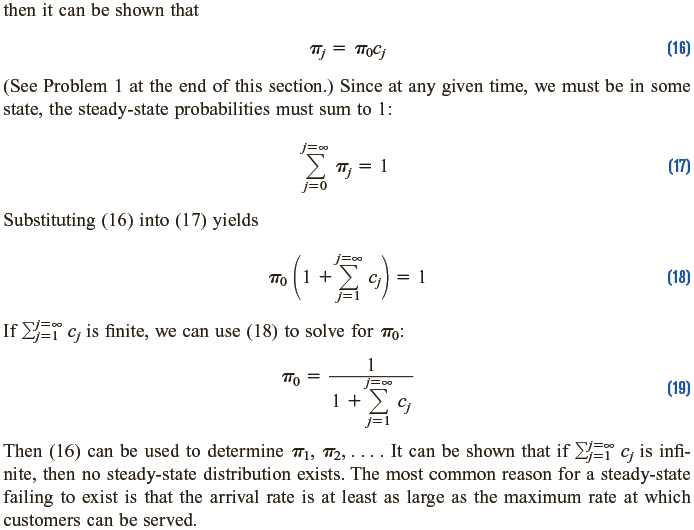 then it can be shown that
πj = π0cj (16)
(See Problem 1 at the end of this section.) Since at any given time, we must be in some
state, the steady-state probabilities must sum to 1:
∑_{j=0}^{j=∞} πj = 1 (17)
Substituting (16) into (17) yields
π0 (1 + ∑_{j=1}^{j=∞} cj) = 1 (18)
If ∑_{j=1}^{j=∞} cj is finite, we can use (18) to solve for π0:
π0 = 1 / (1 + ∑_{j=1}^{j=∞} cj) (19)
Then (16) can be used to determine π1, π2, . . . . It can be shown that if ∑_{j=1}^{j=∞} cj is infi-
nite, then no steady-state distribution exists. The most common reason for a steady-state
failing to exist is that the arrival rate is at least as large as the maximum rate at which
customers can be served.